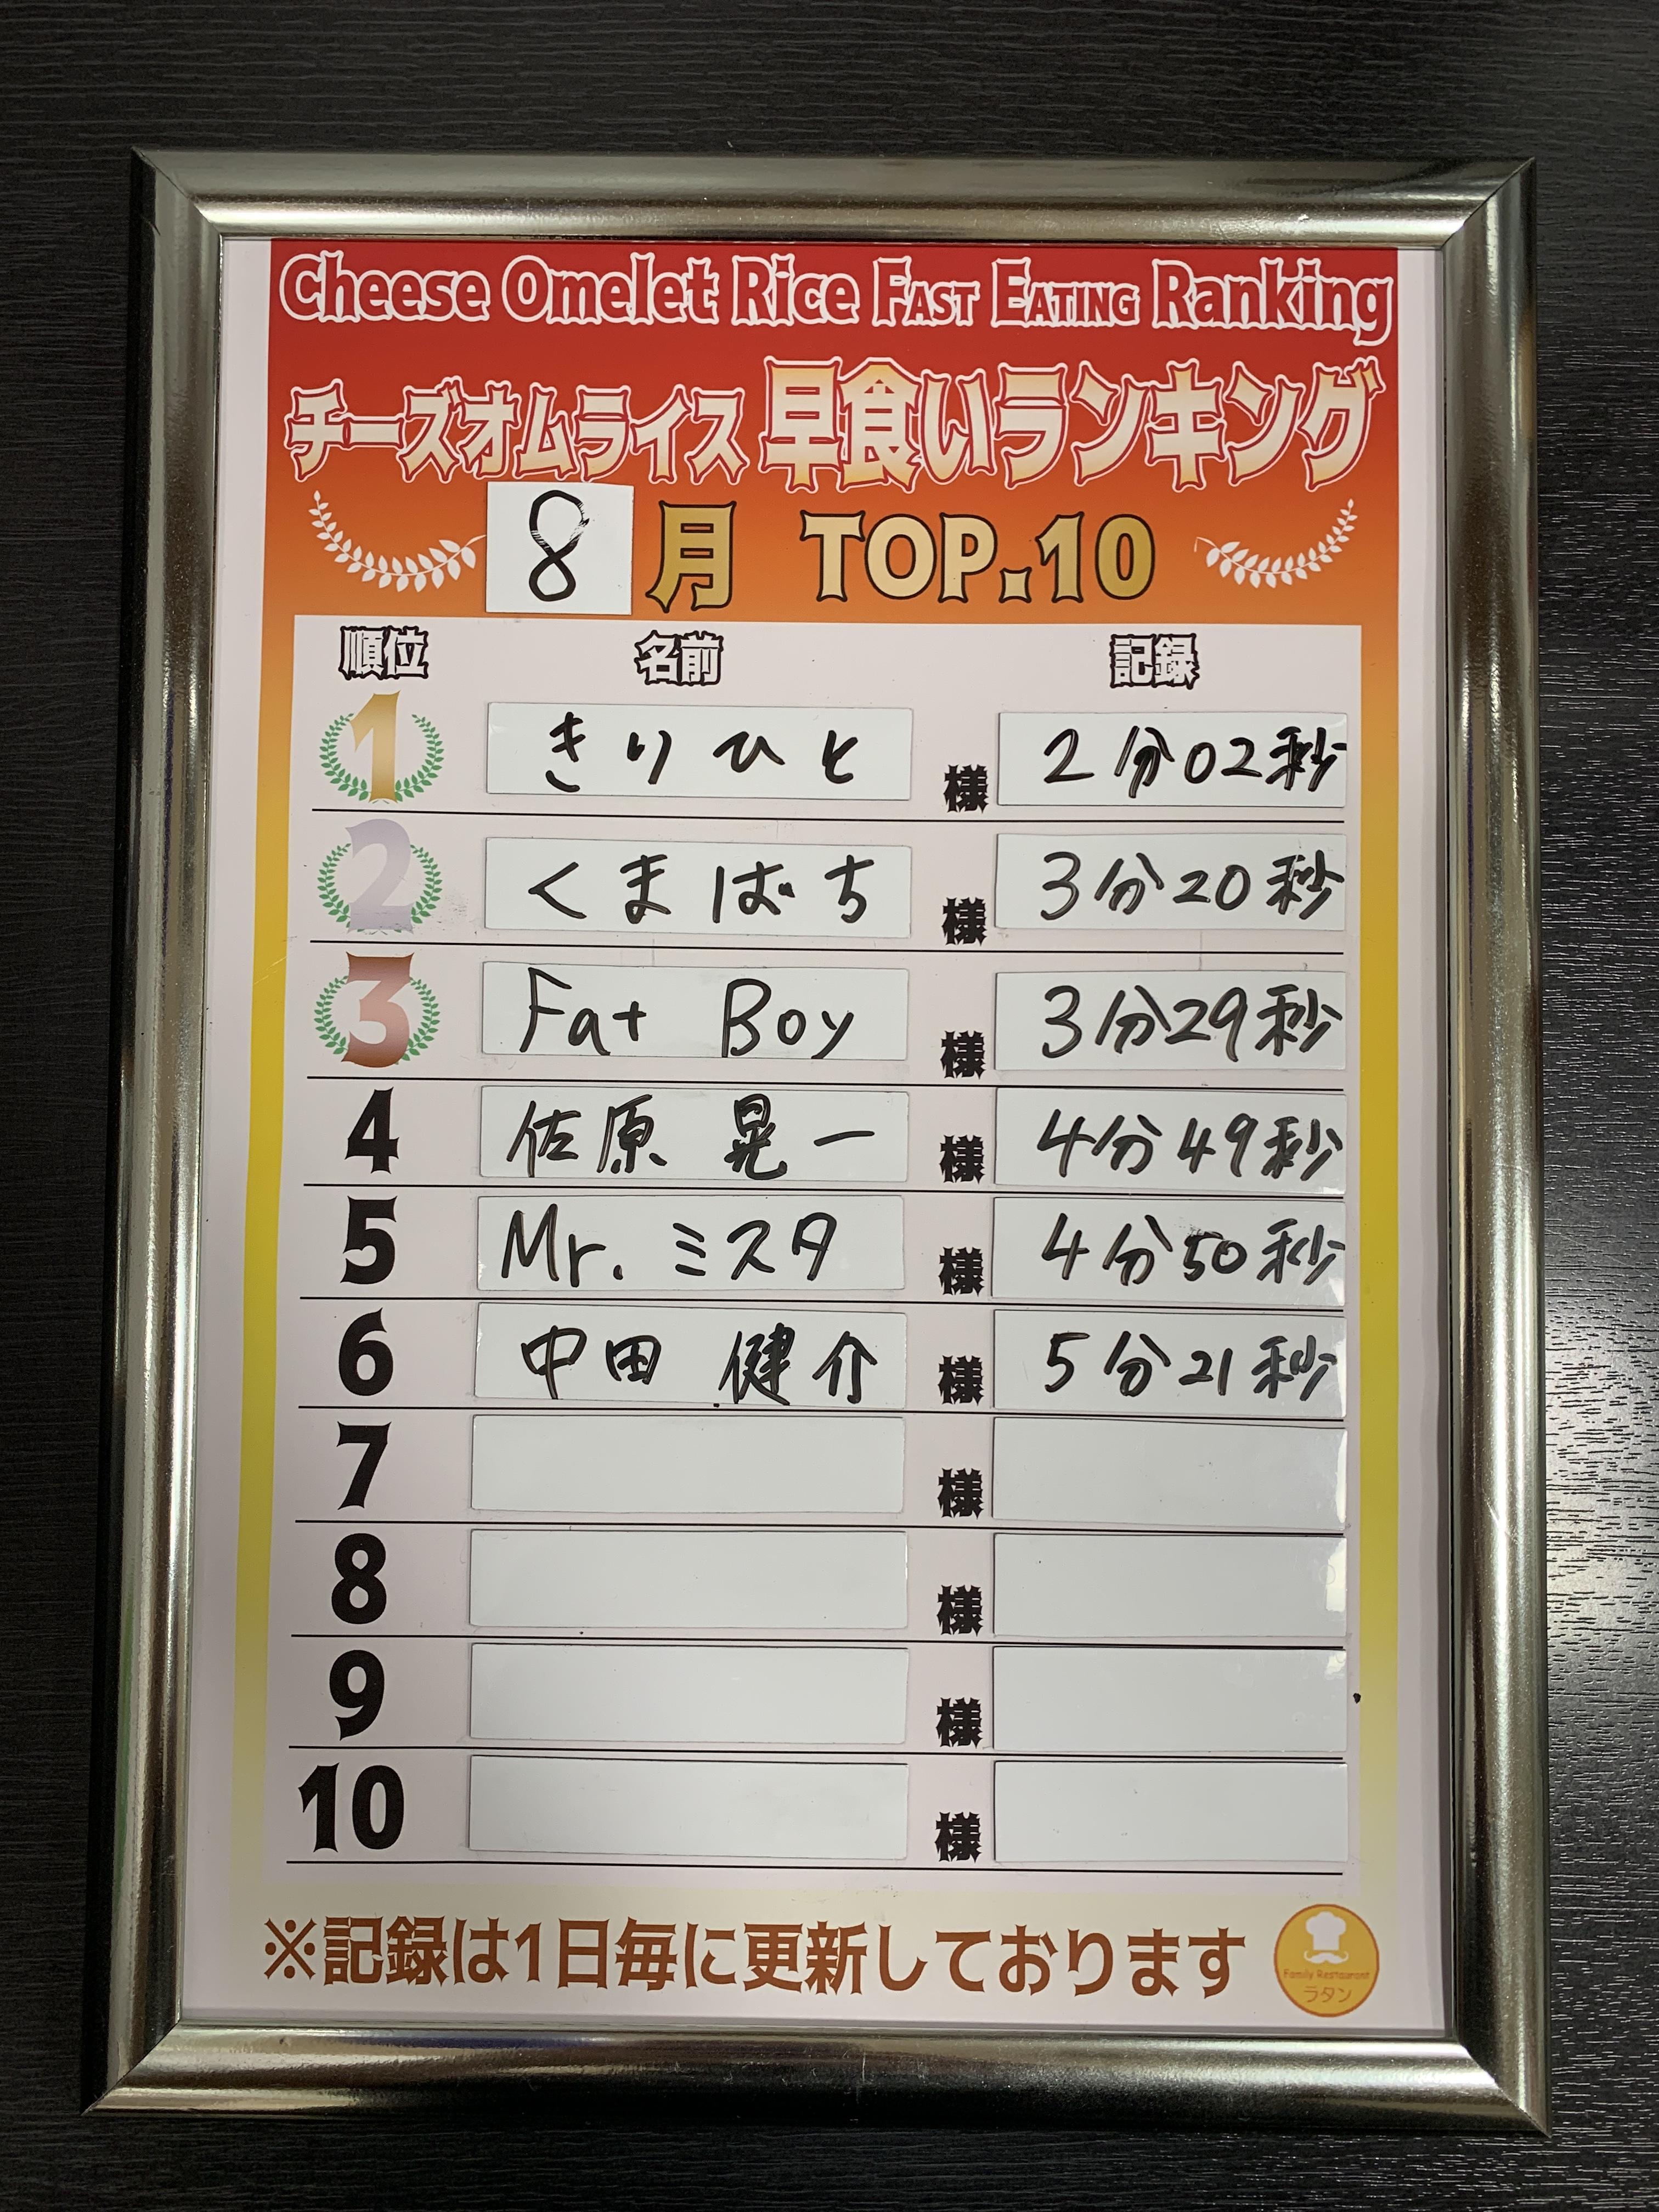 Cheese Omelet Rice FAST EATING Ranking
チーズオムライス 早食いランキング
8 月 TOP.10
順位 名前 記録
1 きりひと 様 2分02秒
2 くまばち 様 3分20秒
3 Fat Boy 様 3分29秒
4 佐原 晃一 様 4分49秒
5 Mr. ミスタ 様 4分50秒
6 中田 健介 様 5分21秒
7 様
8 様
9 様
10 様
※記録は1日毎に更新しております
Family Restaurant
ラタン